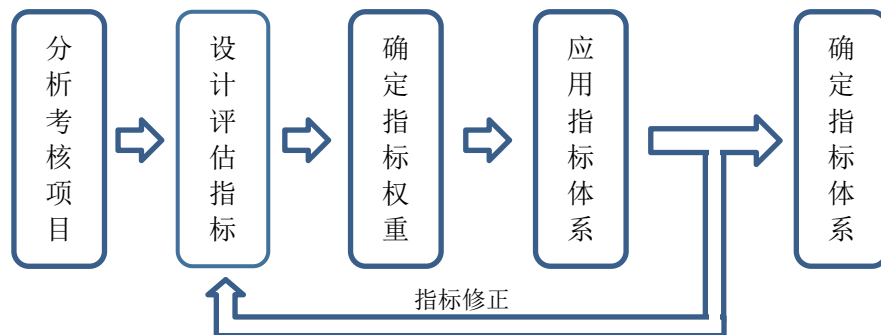 分析考核项目
设计评估指标
确定指标权重
应用指标体系
确定指标体系
指标修正